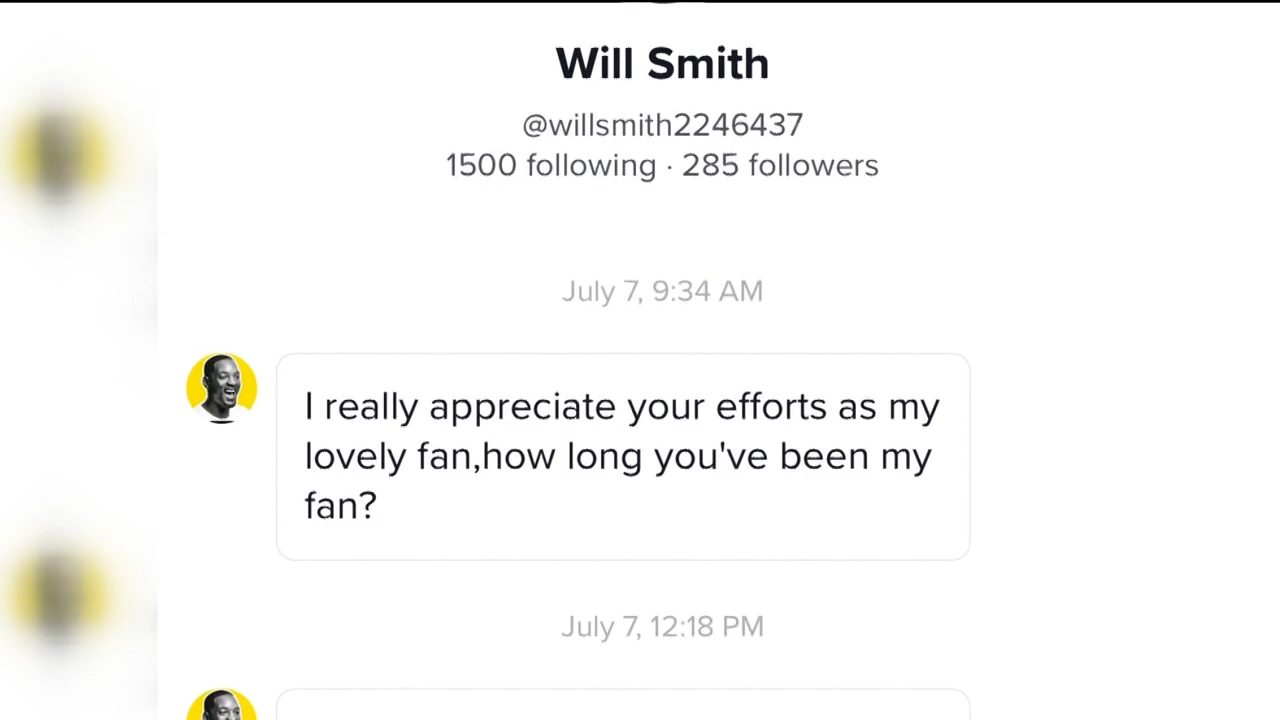 Will Smith
@willsmith2246437
1500 following · 285 followers
July 7, 9:34 AM
I really appreciate your efforts as my
lovely fan,how long you've been my
fan?
July 7, 12:18 PM